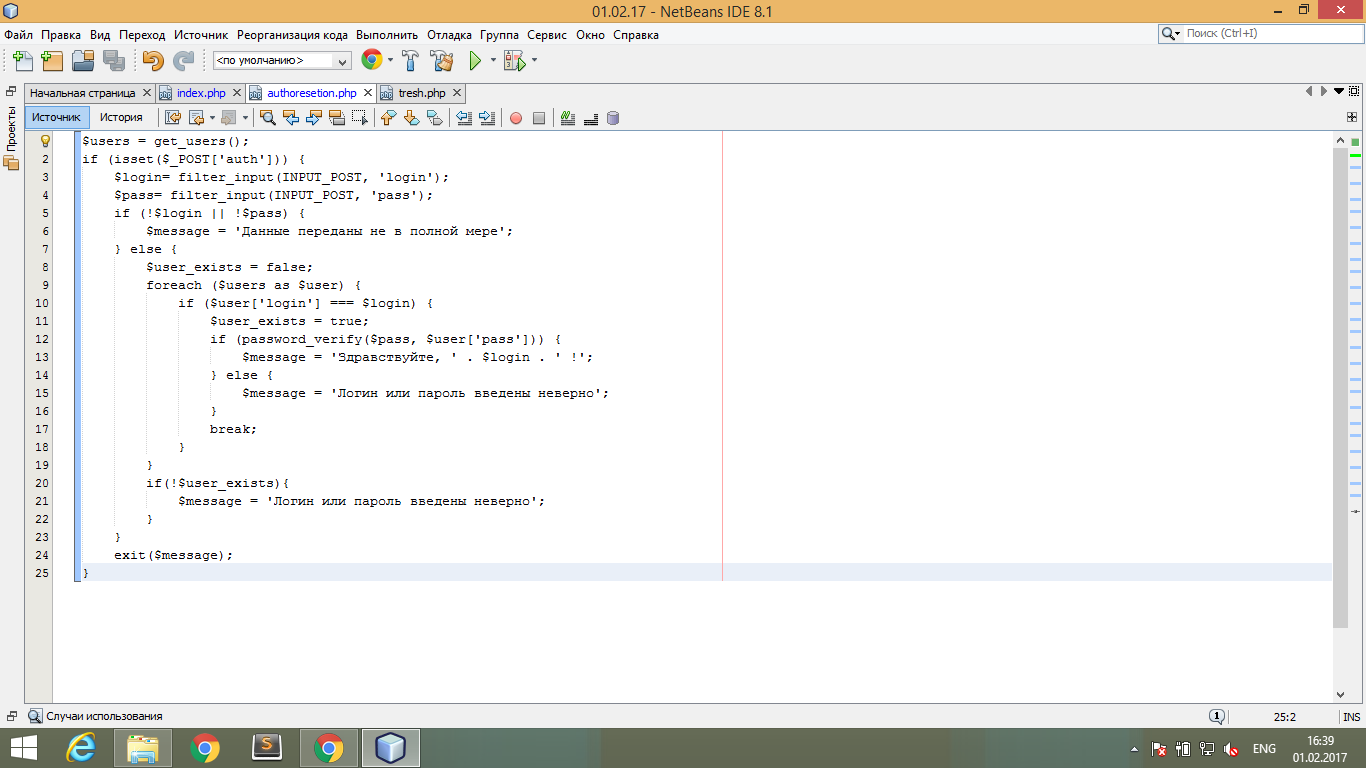 01.02.17 - NetBeans IDE 8.1
Файл Правка Вид Переход Источник Реорганизация кода Выполнить Отладка Группа Сервис Окно Справка
Поиск (Ctrl+I)
<по умолчанию>
Начальная страница index.php authoresetion.php tresh.php
Источник История
Проекты
1 $users = get_users();
2 if (isset($_POST['auth'])) {
3 $login= filter_input(INPUT_POST, 'login');
4 $pass= filter_input(INPUT_POST, 'pass');
5 if (!$login || !$pass) {
6 $message = 'Данные переданы не в полной мере';
7 } else {
8 $user_exists = false;
9 foreach ($users as $user) {
10 if ($user['login'] === $login) {
11 $user_exists = true;
12 if (password_verify($pass, $user['pass'])) {
13 $message = 'Здравствуйте, ' . $login . ' !';
14 } else {
15 $message = 'Логин или пароль введены неверно';
16 }
17 break;
18 }
19 }
20 if(!$user_exists){
21 $message = 'Логин или пароль введены неверно';
22 }
23 }
24 exit($message);
25 }
Случаи использования
1
25:2
INS
ENG
16:39
01.02.2017